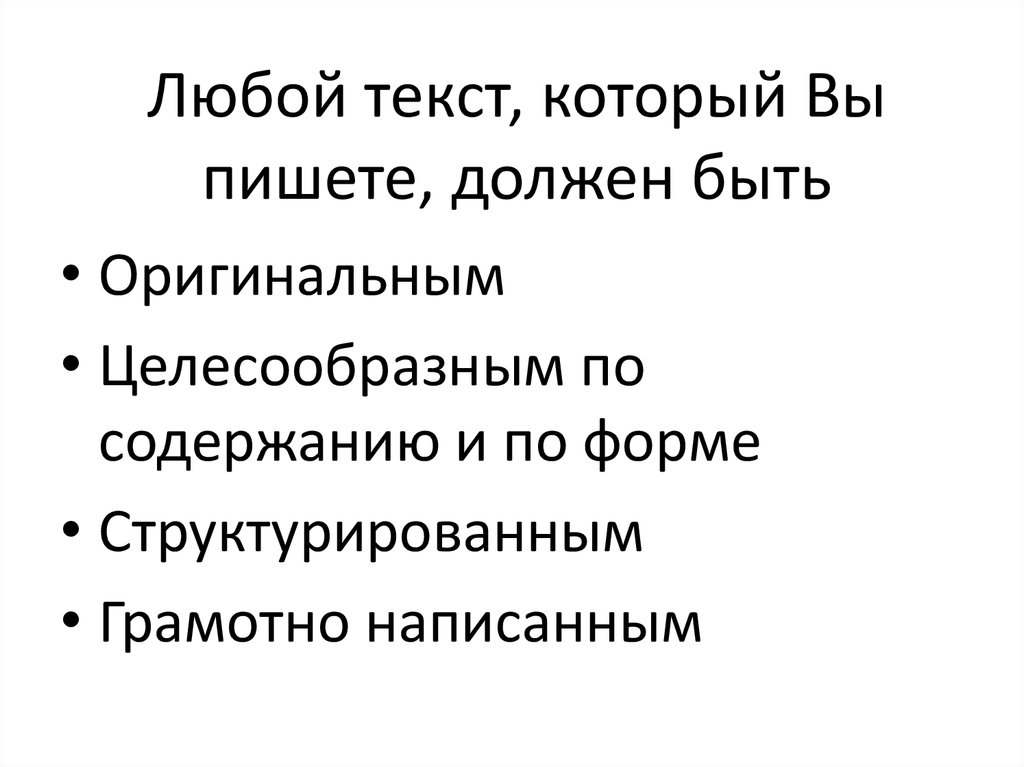 Любой текст, который Вы
пишете, должен быть
• Оригинальным
• Целесообразным по
содержанию и по форме
• Структурированным
• Грамотно написанным